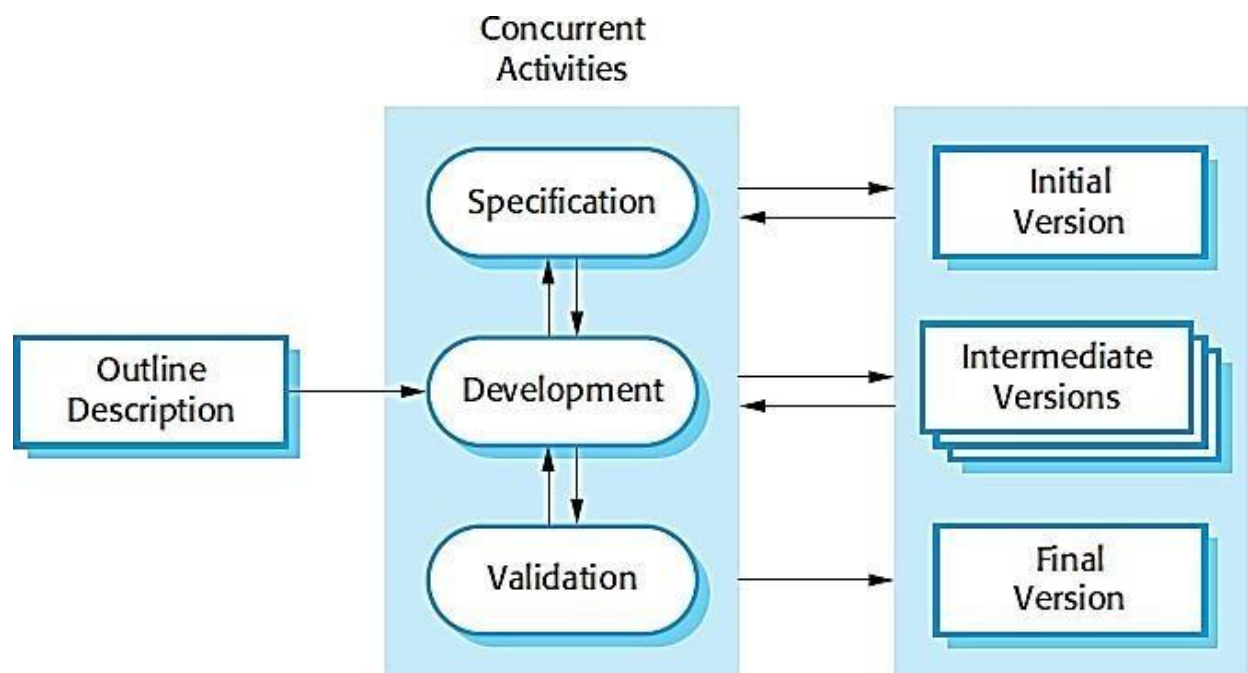 Concurrent
Activities
Specification
Initial
Version
Outline
Description
Development
Intermediate
Versions
Validation
Final
Version